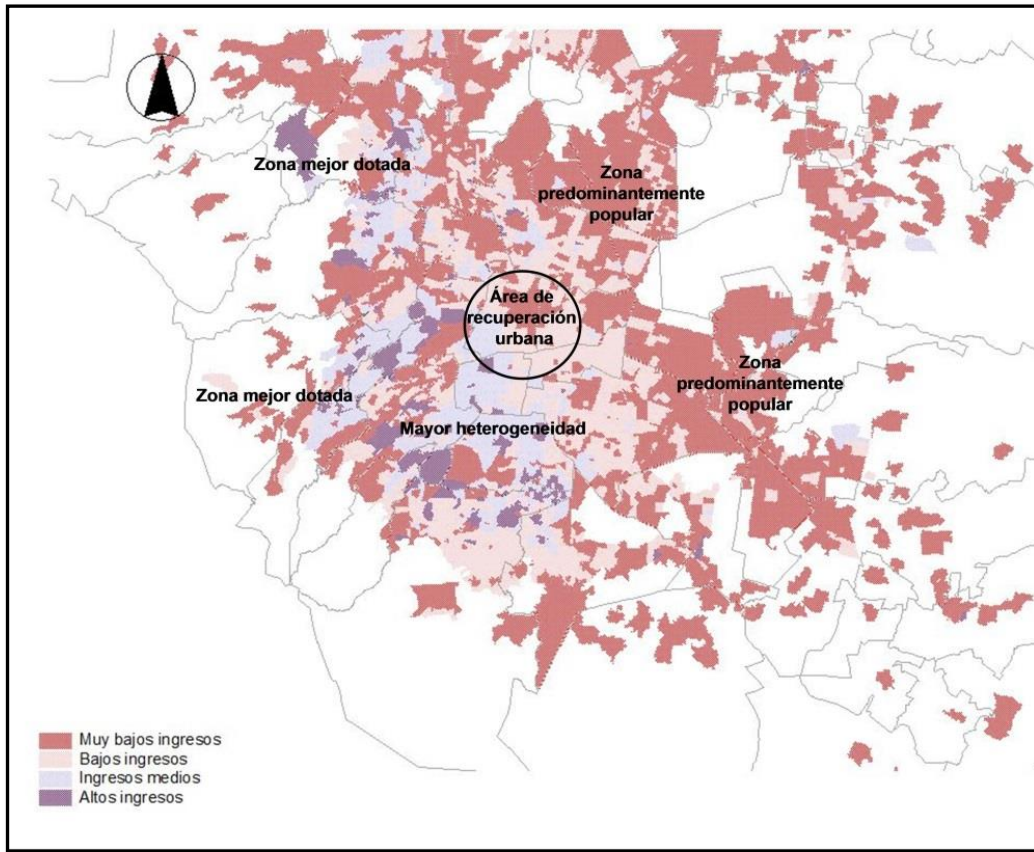 Zona mejor dotada
Zona
predominantemente
popular
Área de
recuperación
urbana
Zona mejor dotada
Mayor heterogeneidad
Zona
predominantemente
popular
Muy bajos ingresos
Bajos ingresos
Ingresos medios
Altos ingresos